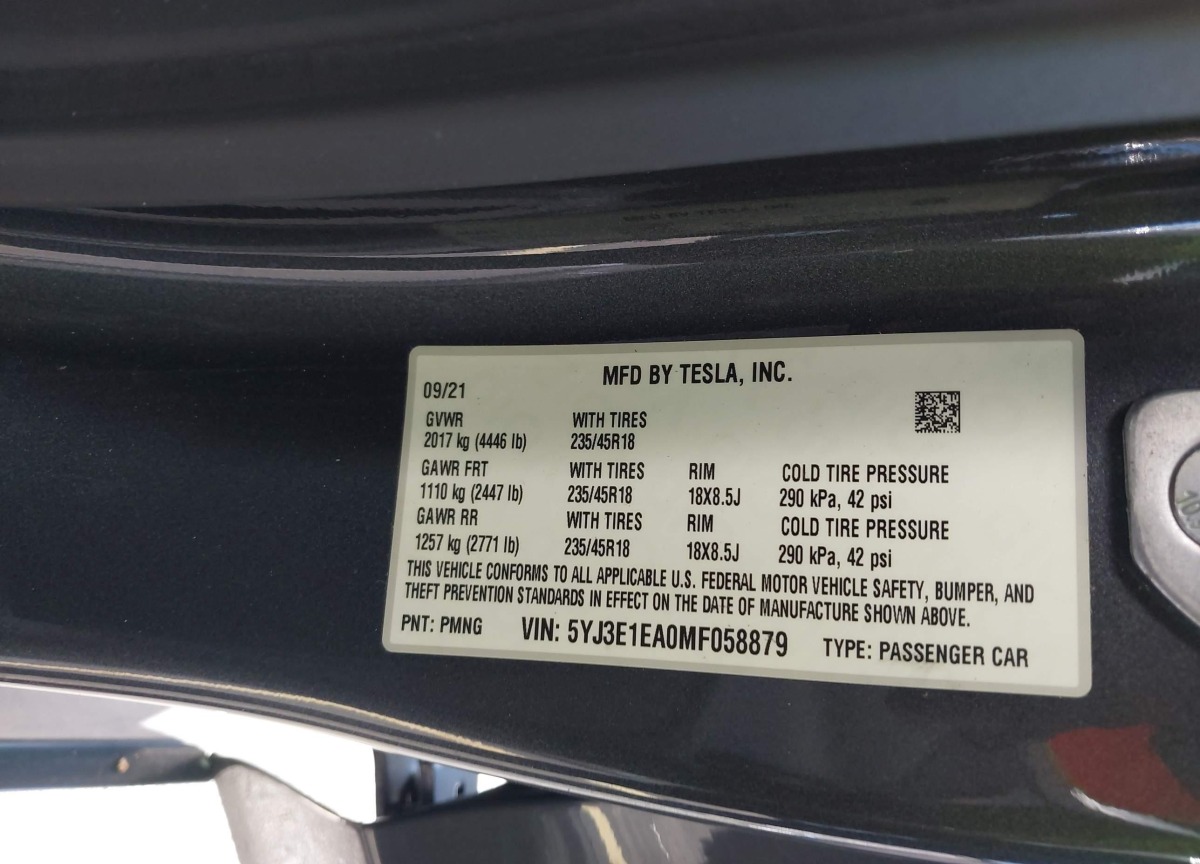 MFD BY TESLA, INC.
09/21
GVWR WITH TIRES
2017 kg (4446 lb) 235/45R18
GAWR FRT WITH TIRES RIM COLD TIRE PRESSURE
1110 kg (2447 lb) 235/45R18 18X8.5J 290 kPa, 42 psi
GAWR RR WITH TIRES RIM COLD TIRE PRESSURE
1257 kg (2771 lb) 235/45R18 18X8.5J 290 kPa, 42 psi
THIS VEHICLE CONFORMS TO ALL APPLICABLE U.S. FEDERAL MOTOR VEHICLE SAFETY, BUMPER, AND
THEFT PREVENTION STANDARDS IN EFFECT ON THE DATE OF MANUFACTURE SHOWN ABOVE.
PNT: PMNG VIN: 5YJ3E1EA0MF058879 TYPE: PASSENGER CAR